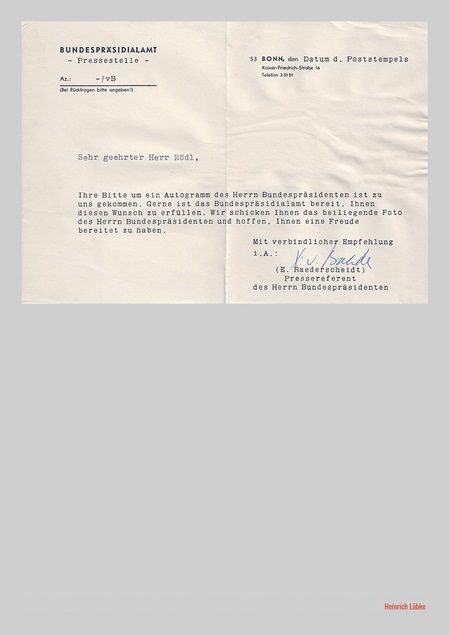 BUNDESPRÄSIDIALAMT
– Pressestelle –
Az.: –/vB
(Bei Rückfragen bitte angeben!)
53 BONN, den Datum d. Poststempels
Kaiser-Friedrich-Straße 16
Telefon 2 01 81
Sehr geehrter Herr Rödl,
Ihre Bitte um ein Autogramm des Herrn Bundespräsidenten ist zu
uns gekommen. Gerne ist das Bundespräsidialamt bereit, Ihnen
diesen Wunsch zu erfüllen. Wir schicken Ihnen das beiliegende Foto
des Herrn Bundespräsidenten und hoffen, Ihnen eine Freude
bereitet zu haben.
Mit verbindlicher Empfehlung
i.A.:
(E. Raederscheidt)
Pressereferent
des Herrn Bundespräsidenten
Heinrich Lübke